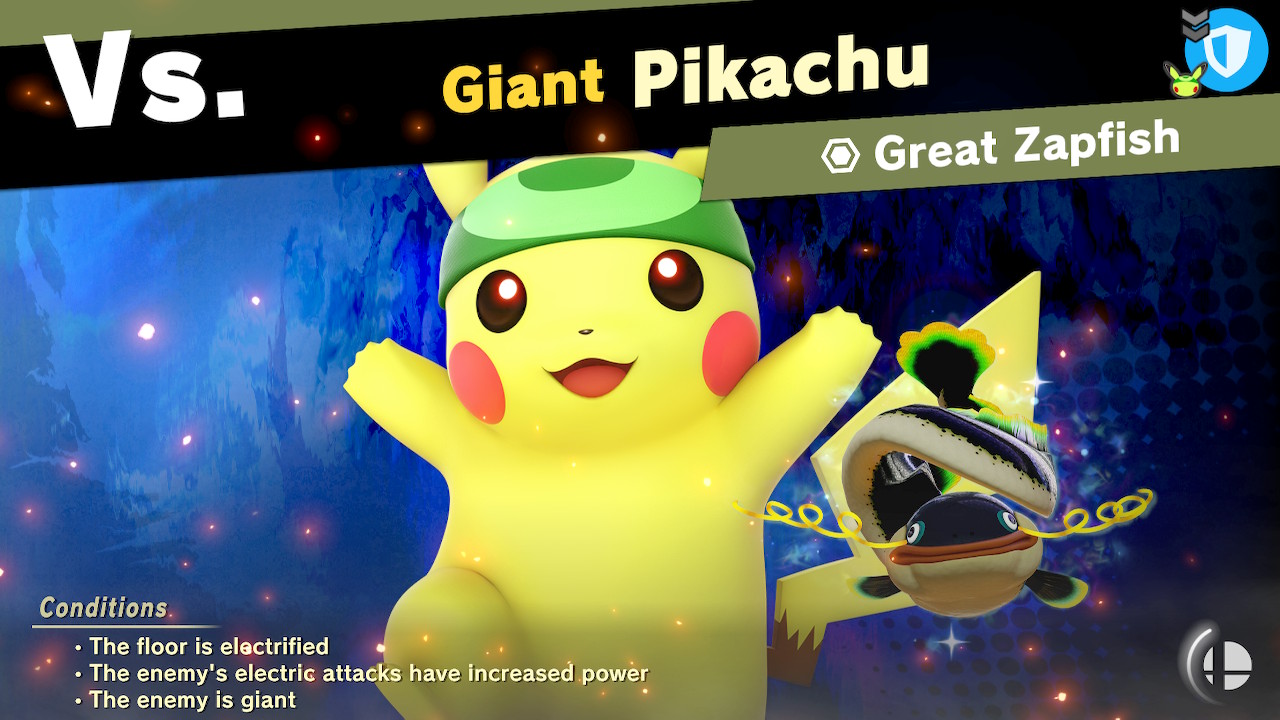 Vs.
Giant Pikachu
Great Zapfish
Conditions
• The floor is electrified
• The enemy's electric attacks have increased power
• The enemy is giant